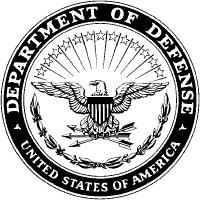 DEPARTMENT OF DEFENSE
UNITED STATES OF AMERICA